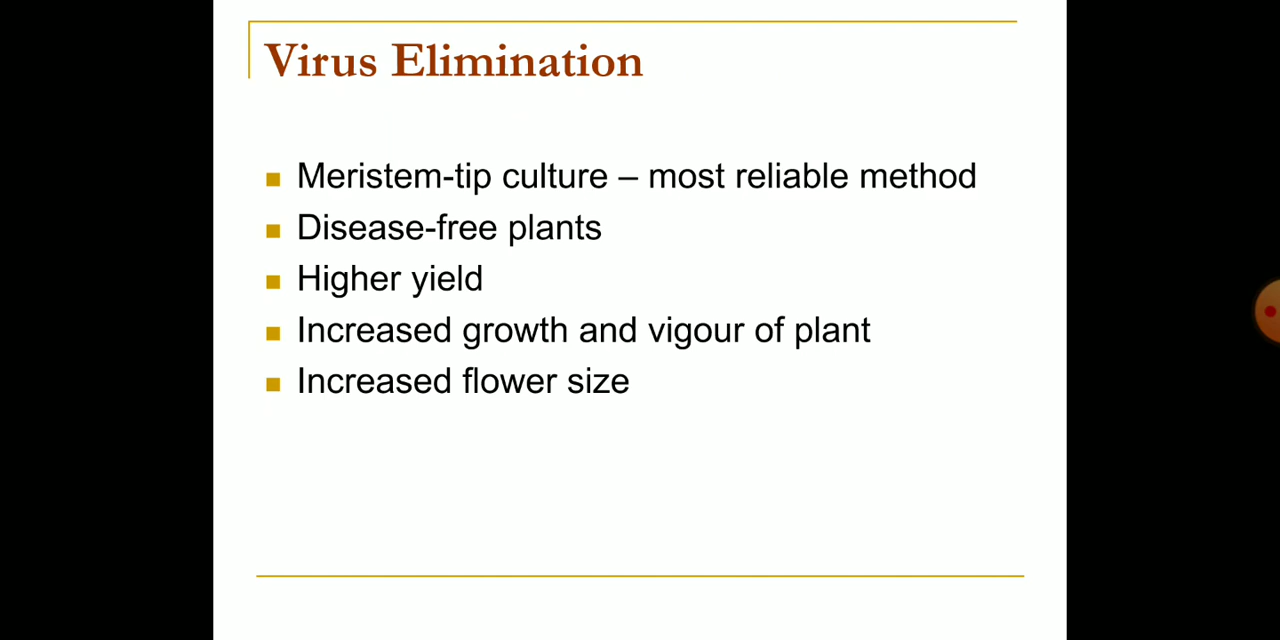 Virus Elimination
Meristem-tip culture – most reliable method
Disease-free plants
Higher yield
Increased growth and vigour of plant
Increased flower size